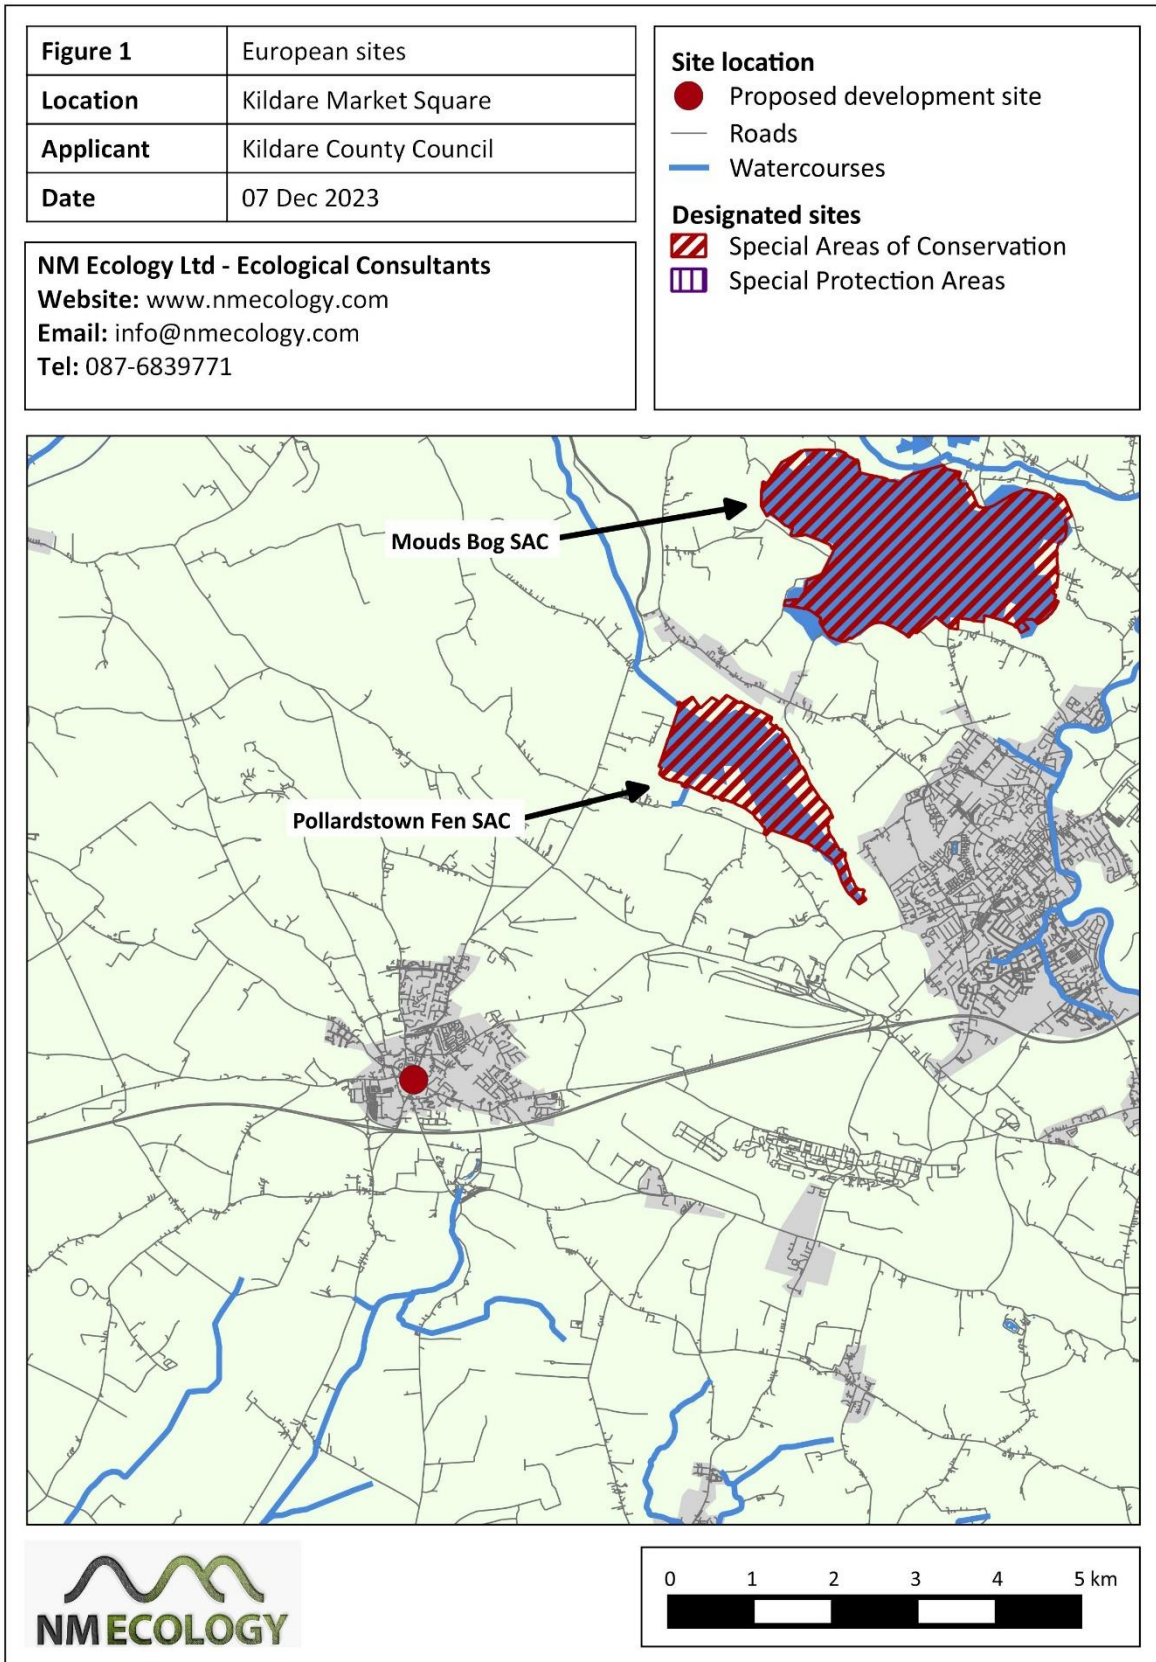 Figure 1 European sites
Location Kildare Market Square
Applicant Kildare County Council
Date 07 Dec 2023
NM Ecology Ltd - Ecological Consultants
Website: www.nmecology.com
Email: info@nmecology.com
Tel: 087-6839771
Site location
Proposed development site
Roads
Watercourses
Designated sites
Special Areas of Conservation
Special Protection Areas
Mouds Bog SAC
Pollardstown Fen SAC
NM ECOLOGY
0 1 2 3 4 5 km